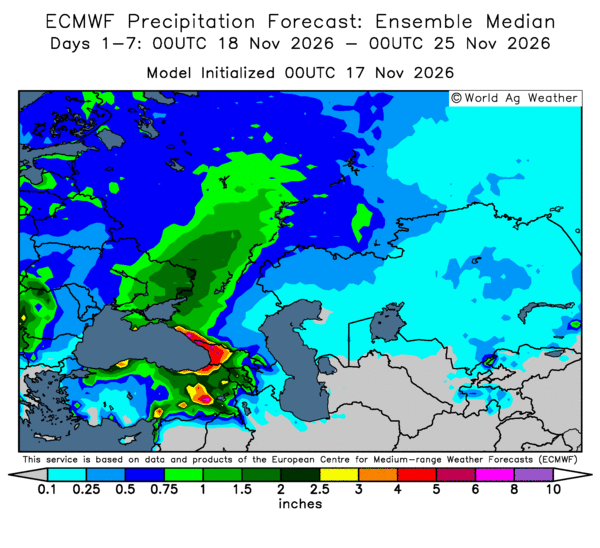 ECMWF Precipitation Forecast: Ensemble Median
Days 1-7: 00UTC 18 Nov 2026 - 00UTC 25 Nov 2026
Model Initialized 00UTC 17 Nov 2026
©World Ag Weather
This service is based on data and products of the European Centre for Medium-range Weather Forecasts (ECMWF)
0.1 0.25 0.5 0.75 1 1.5 2 2.5 3 4 5 6 8 10
inches